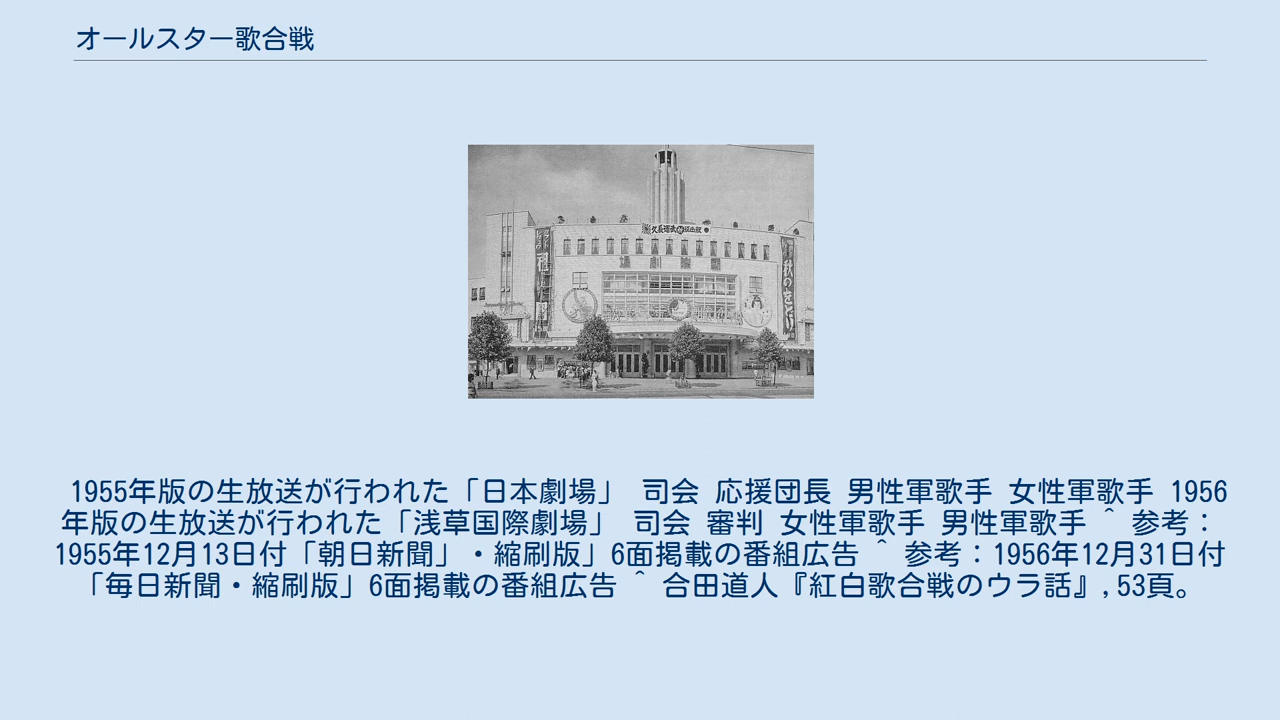 オールスター歌合戦
1955年版の生放送が行われた「日本劇場」 司会 応援団長 男性軍歌手 女性軍歌手 1956
年版の生放送が行われた「浅草国際劇場」 司会 審判 女性軍歌手 男性軍歌手 ^ 参考：
1955年12月13日付「朝日新聞」・縮刷版」6面掲載の番組広告 ^ 参考：1956年12月31日付
「毎日新聞・縮刷版」6面掲載の番組広告 ^ 合田道人『紅白歌合戦のウラ話』,53頁。